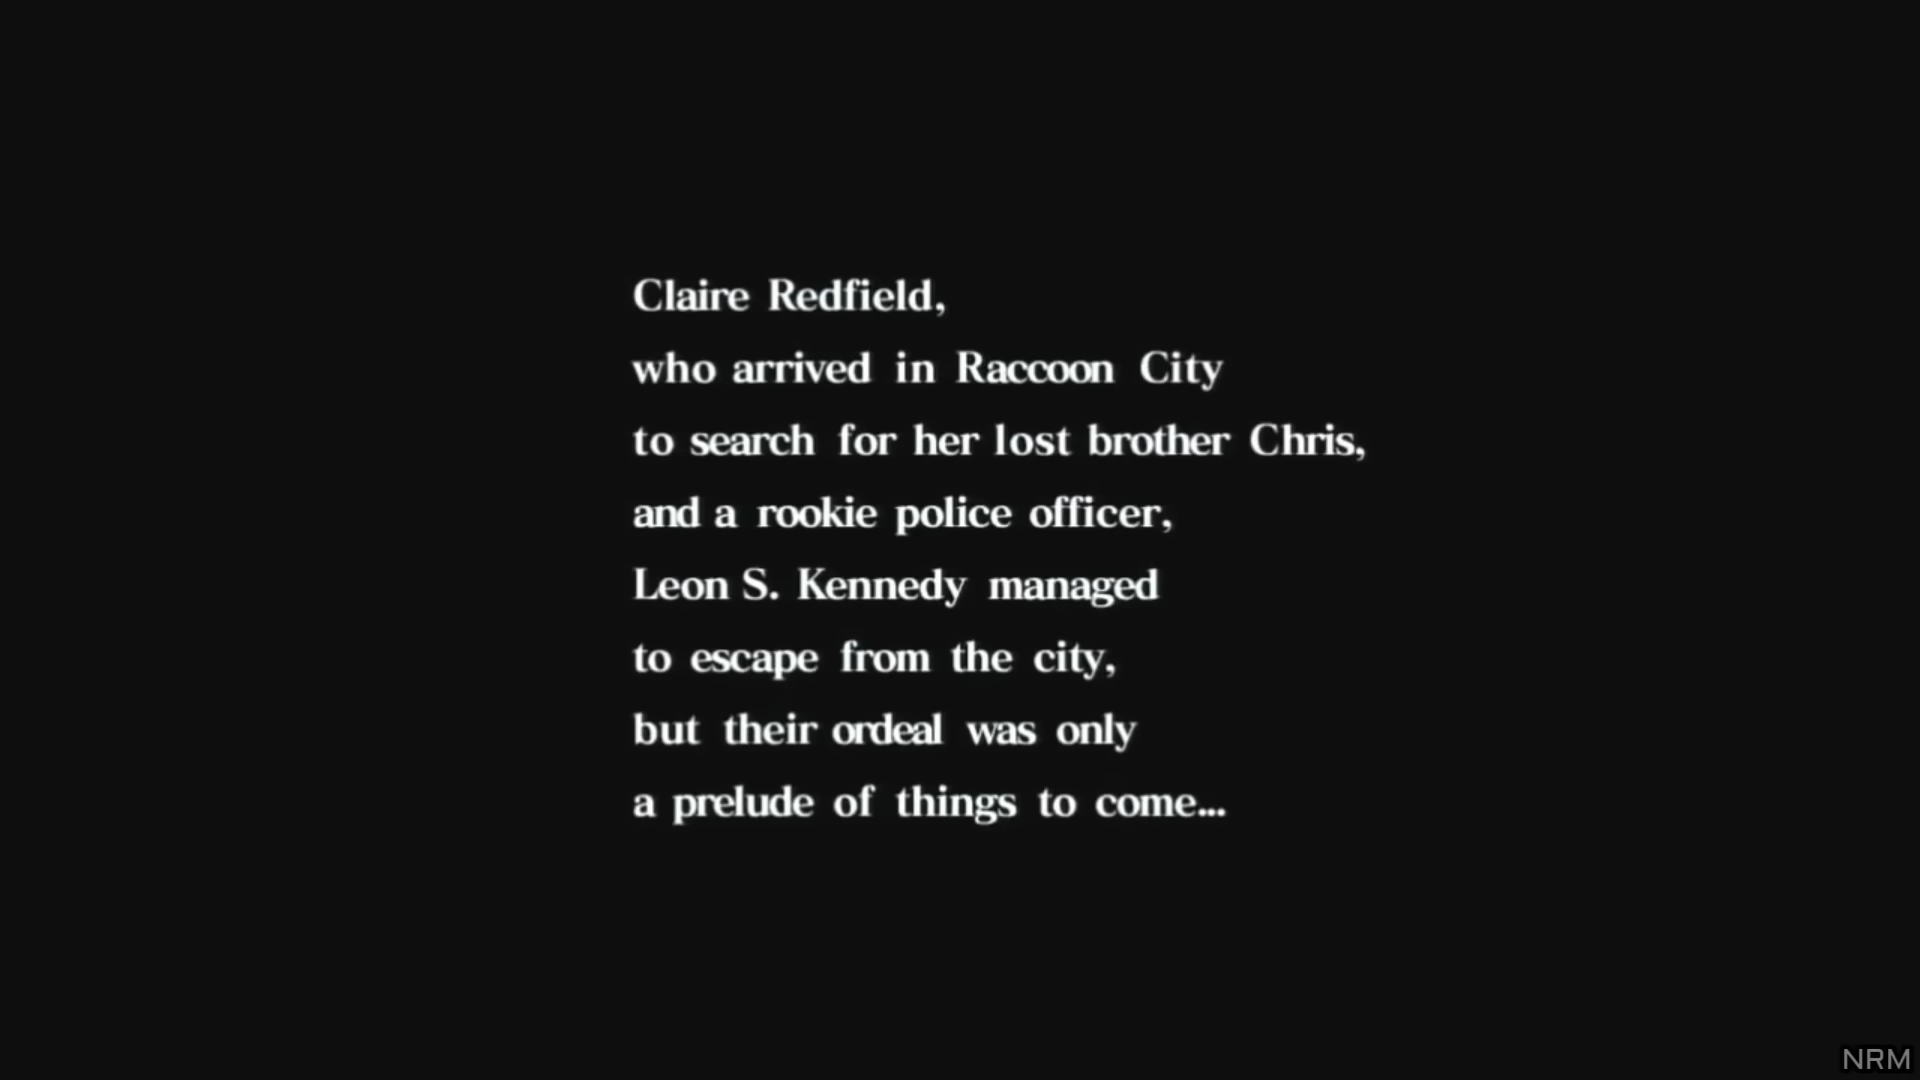 Claire Redfield,
who arrived in Raccoon City
to search for her lost brother Chris,
and a rookie police officer,
Leon S. Kennedy managed
to escape from the city,
but their ordeal was only
a prelude of things to come...
NRM